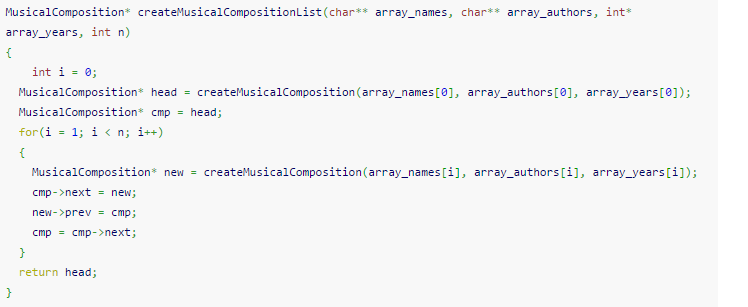 MusicalComposition* createMusicalCompositionList(char** array_names, char** array_authors, int*
array_years, int n)
{
    int i = 0;
  MusicalComposition* head = createMusicalComposition(array_names[0], array_authors[0], array_years[0]);
  MusicalComposition* cmp = head;
  for(i = 1; i < n; i++)
  {
    MusicalComposition* new = createMusicalComposition(array_names[i], array_authors[i], array_years[i]);
    cmp->next = new;
    new->prev = cmp;
    cmp = cmp->next;
  }
  return head;
}